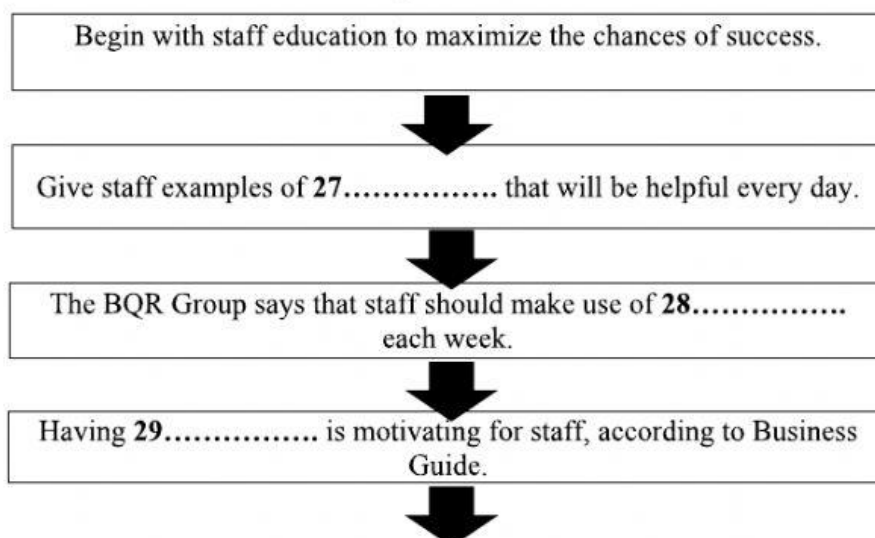 Begin with staff education to maximize the chances of success.
Give staff examples of 27................ that will be helpful every day.
The BQR Group says that staff should make use of 28................
each week.
Having 29................ is motivating for staff, according to Business
Guide.